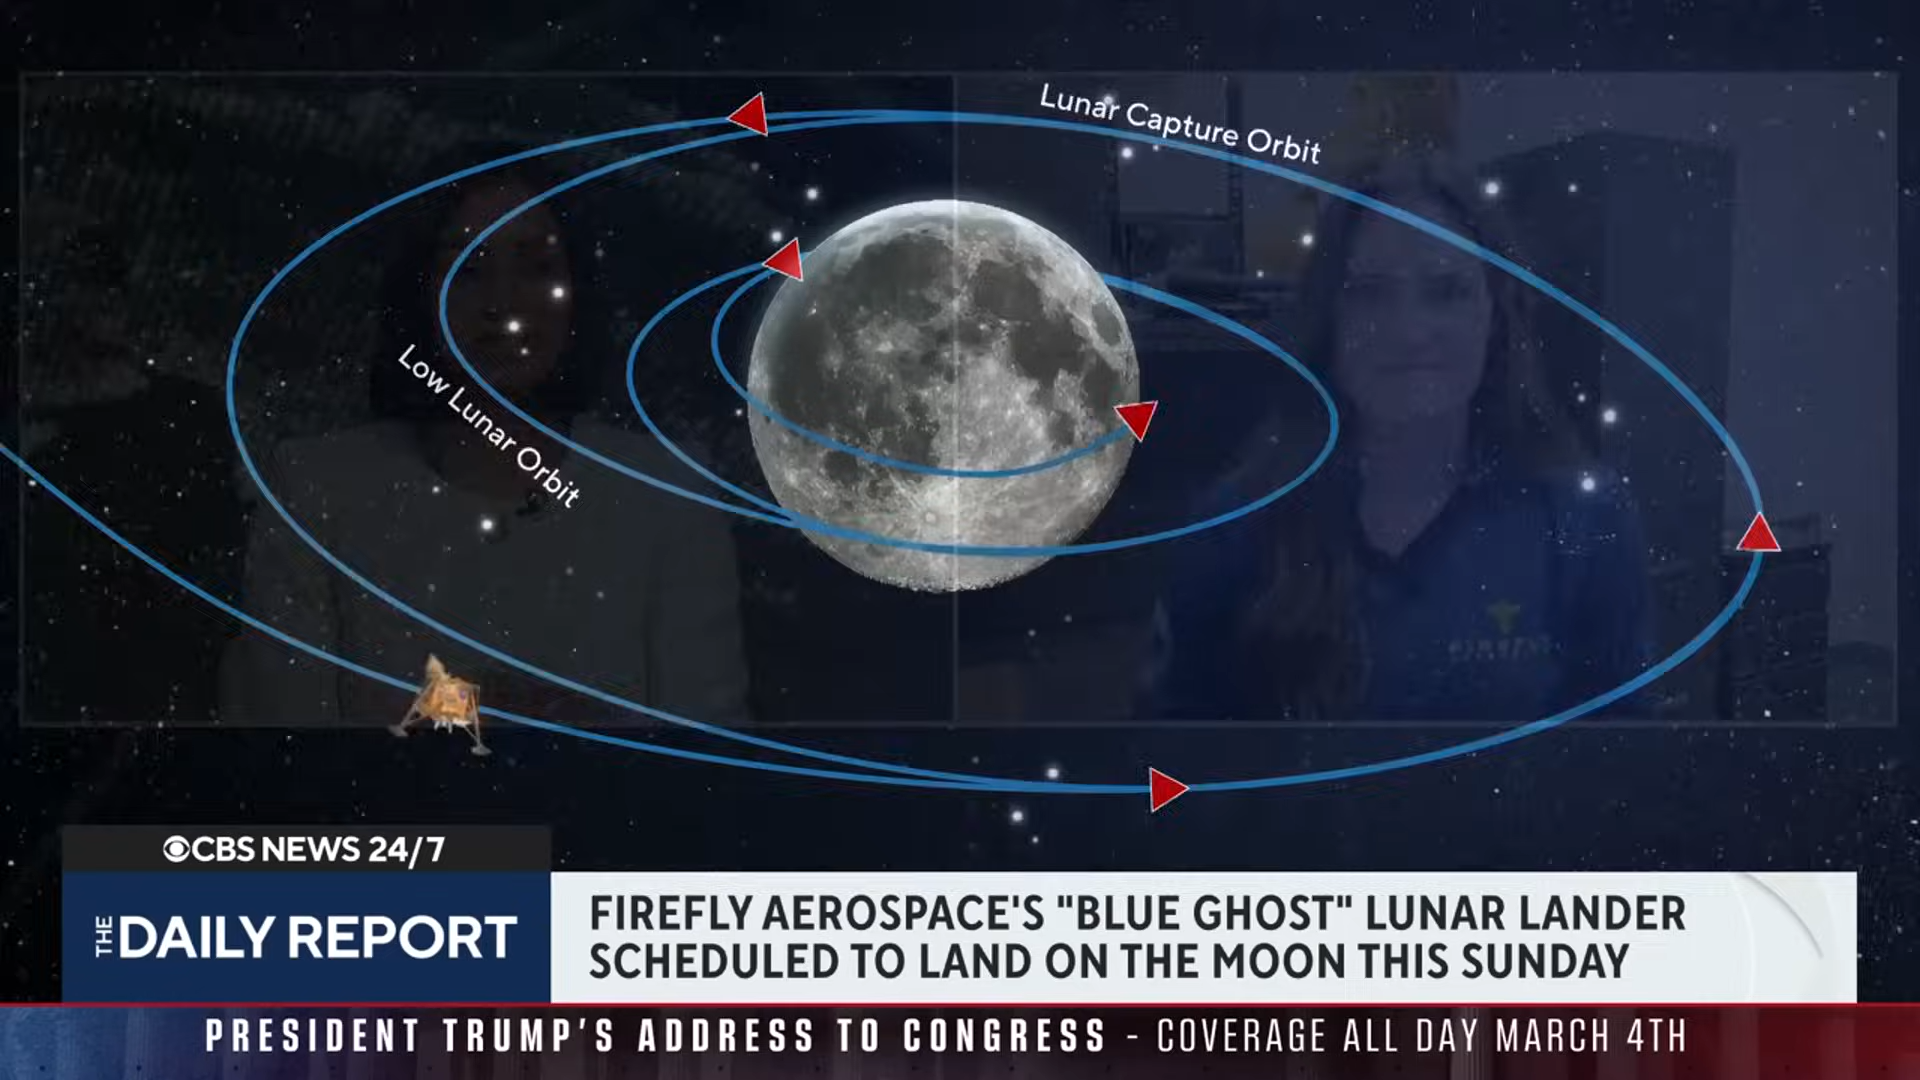 Lunar Capture Orbit
Low Lunar Orbit
CBS NEWS 24/7
THE DAILY REPORT
FIREFLY AEROSPACE'S "BLUE GHOST" LUNAR LANDER
SCHEDULED TO LAND ON THE MOON THIS SUNDAY
PRESIDENT TRUMP'S ADDRESS TO CONGRESS - COVERAGE ALL DAY MARCH 4TH